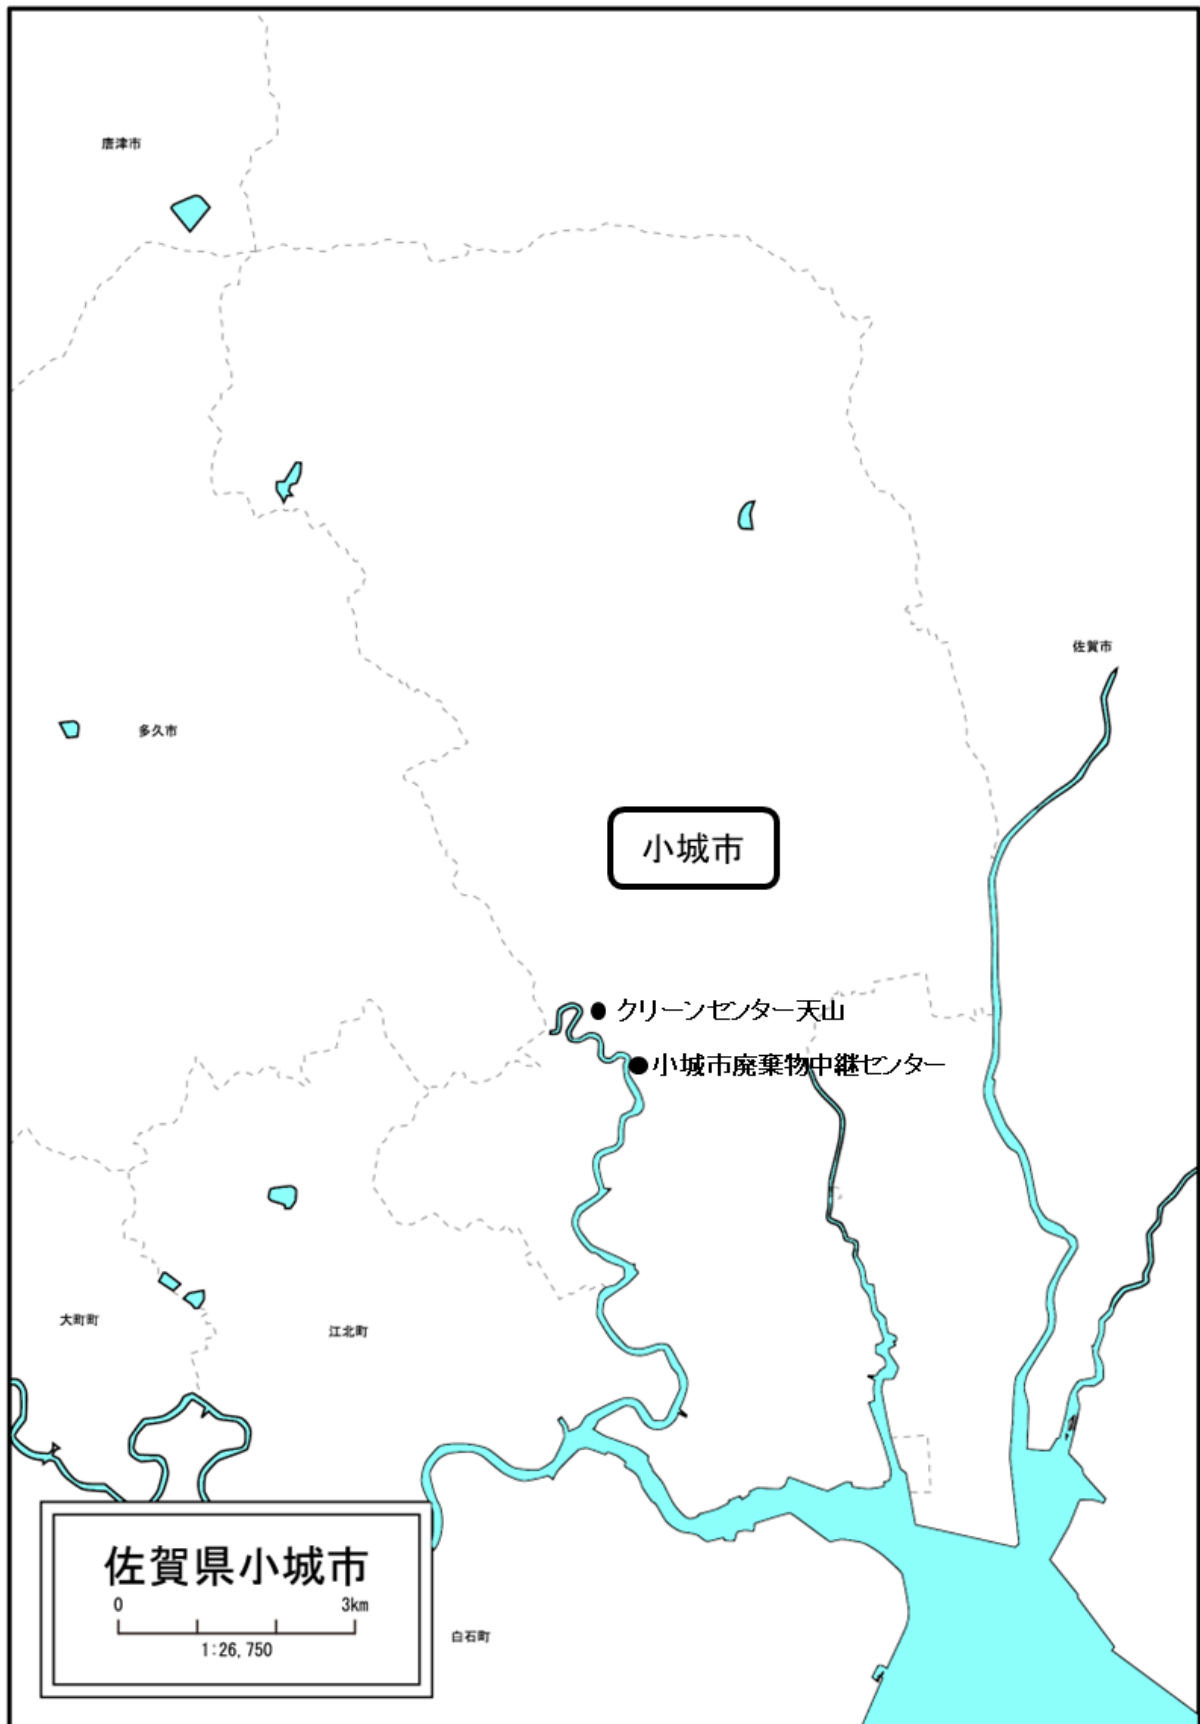 唐津市
佐賀市
多久市
小城市
クリーンセンター天山
小城市廃棄物中継センター
大町町
江北町
佐賀県小城市
0 3km
1:26,750
白石町